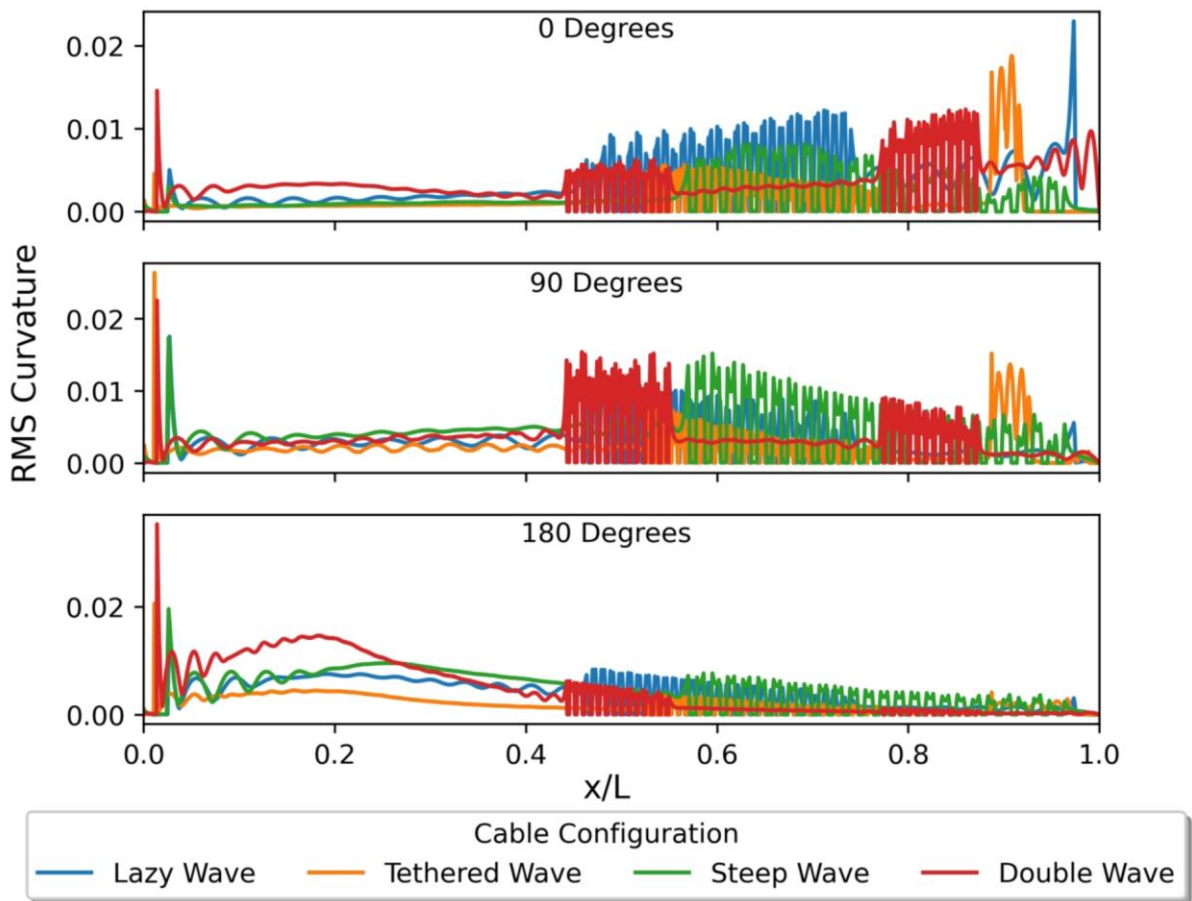 0 Degrees
0.02
0.01
0.00
90 Degrees
0.02
0.01
0.00
RMS Curvature
180 Degrees
0.02
0.00
0.0 0.2 0.4 0.6 0.8 1.0
x/L
Cable Configuration
Lazy Wave Tethered Wave Steep Wave Double Wave